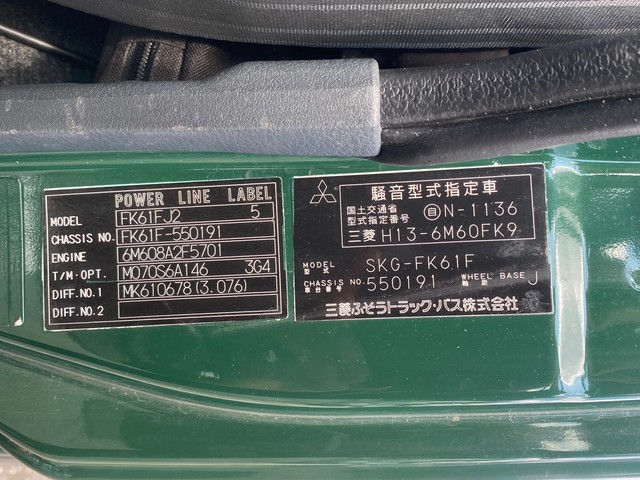 POWER LINE LABEL
MODEL FK61FJ2 5
CHASSIS NO. FK61F-550191
ENGINE 6M608A2F5701
T/M・OPT. M070S6A146 3G4
DIFF.NO.1 MK610678(3.076)
DIFF.NO.2
騒音型式指定車
国土交通省
型式指定番号 自 N-1136
三菱 H13-6M60FK9
MODEL
型式 SKG-FK61F
CHASSIS NO.
車台番号 550191
WHEEL BASE
軸距 J
三菱ふそうトラック・バス株式会社